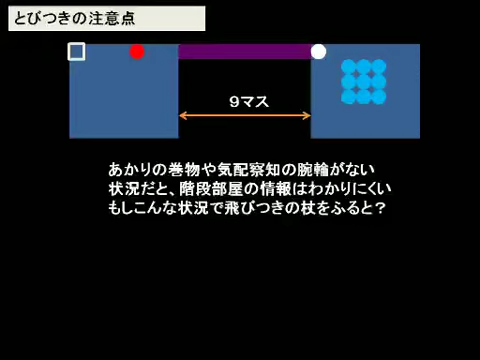 とびつきの注意点
9マス
あかりの巻物や気配察知の腕輪がない
状況だと、階段部屋の情報はわかりにくい
もしこんな状況で飛びつきの杖をふると？